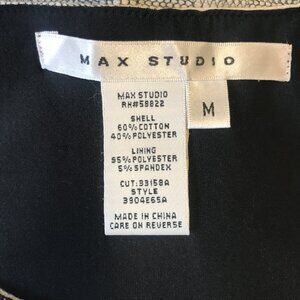 MAX STUDIO
M
MAX STUDIO
RN#58822
SHELL
60%COTTON
40%POLYESTER
LINING
95%POLYESTER
5%SPANDEX
CUT:33158A
STYLE
3904E65A
MADE IN CHINA
CARE ON REVERSE